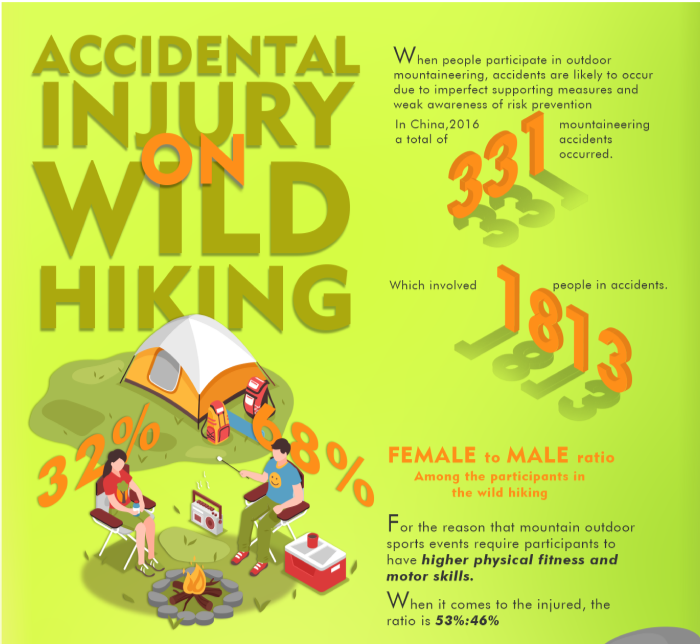 ACCIDENTAL
INJURY
ON
WILD
HIKING
When people participate in outdoor
mountaineering, accidents are likely to occur
due to imperfect supporting measures and
weak awareness of risk prevention
In China,2016
a total of
331
mountaineering
accidents
occurred.
Which involved
1813
people in accidents.
32%
68%
FEMALE to MALE ratio
Among the participants in
the wild hiking
For the reason that mountain outdoor
sports events require participants to
have higher physical fitness and
motor skills.
When it comes to the injured, the
ratio is 53%:46%